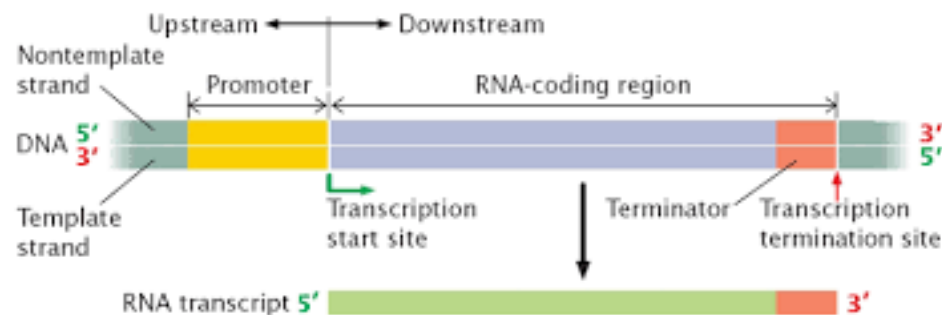 Upstream Downstream
Nontemplate
strand
Promoter RNA-coding region
DNA 5′ 3′
3′ 5′
Template
strand
Transcription
start site
Terminator
Transcription
termination site
RNA transcript 5′ 3′